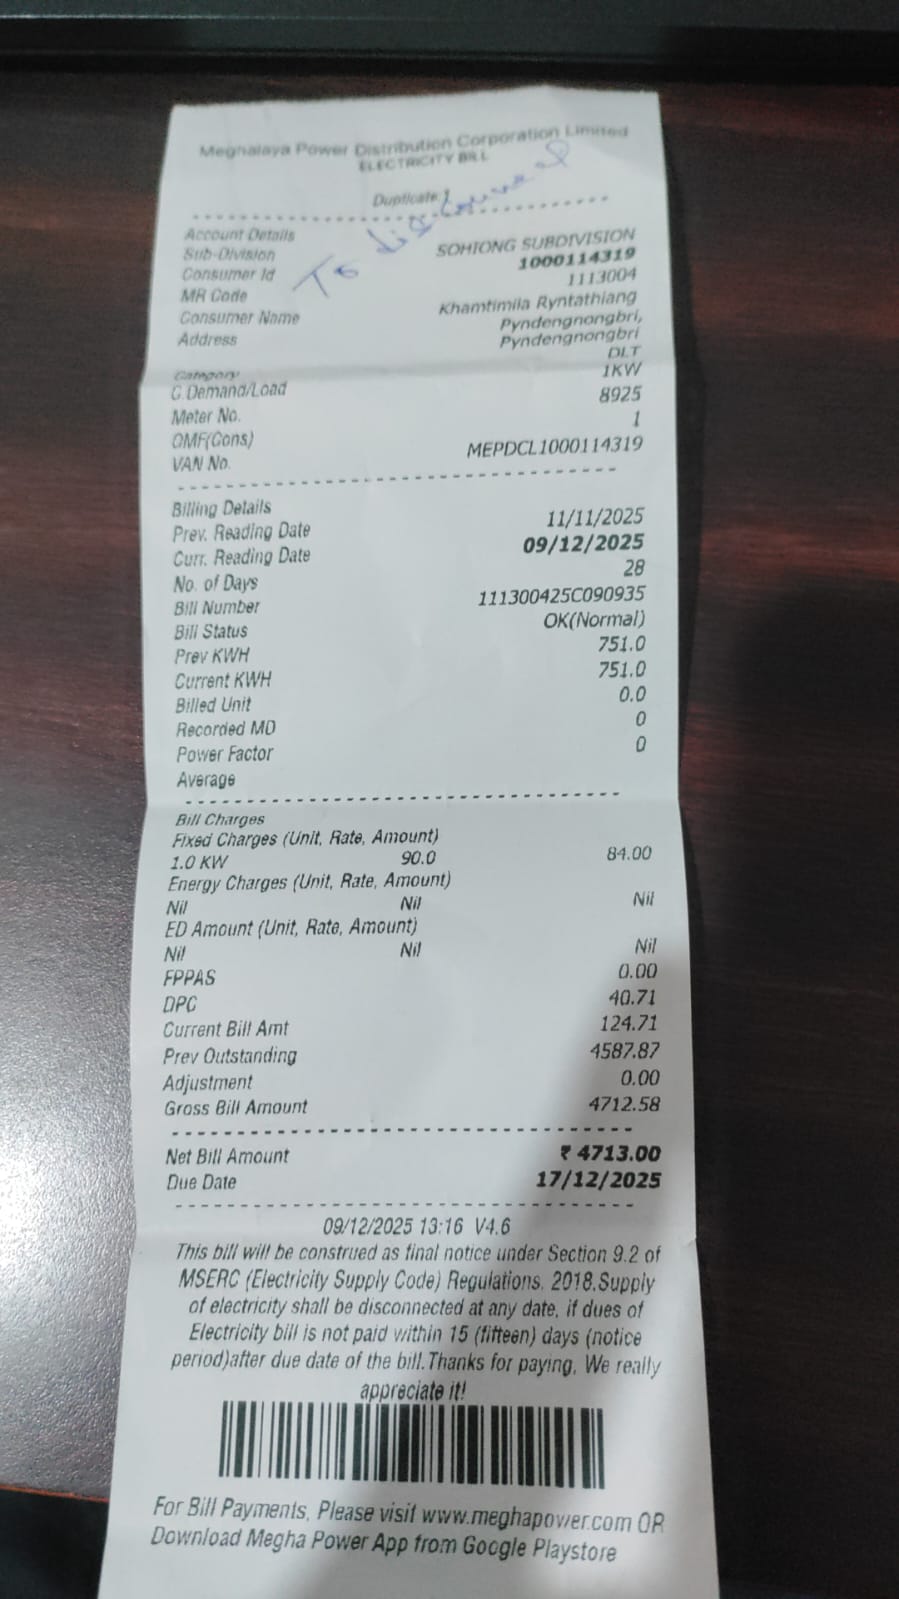 Meghalaya Power Distribution Corporation Limited
ELECTRICITY BILL
Duplicate:1
To disconnect
Account Details
Sub-Division SOHIONG SUBDIVISION
Consumer Id 1000114319
MR Code 1113004
Consumer Name Khamtimila Ryntathiang
Address Pyndengnongbri,
Pyndengnongbri
Category DLT
C.Demand/Load 1KW
Meter No. 8925
OMF(Cons) 1
VAN No. MEPDCL1000114319
Billing Details
Prev. Reading Date 11/11/2025
Curr. Reading Date 09/12/2025
No. of Days 28
Bill Number 111300425C090935
Bill Status OK(Normal)
Prev KWH 751.0
Current KWH 751.0
Billed Unit 0.0
Recorded MD 0
Power Factor 0
Average
Bill Charges
Fixed Charges (Unit, Rate, Amount)
1.0 KW 90.0 84.00
Energy Charges (Unit, Rate, Amount)
Nil Nil Nil
ED Amount (Unit, Rate, Amount)
Nil Nil Nil
FPPAS 0.00
DPC 40.71
Current Bill Amt 124.71
Prev Outstanding 4587.87
Adjustment 0.00
Gross Bill Amount 4712.58
Net Bill Amount ₹ 4713.00
Due Date 17/12/2025
09/12/2025 13:16 V4.6
This bill will be construed as final notice under Section 9.2 of
MSERC (Electricity Supply Code) Regulations, 2018.Supply
of electricity shall be disconnected at any date, if dues of
Electricity bill is not paid within 15 (fifteen) days (notice
period)after due date of the bill.Thanks for paying, We really
appreciate it!
For Bill Payments, Please visit www.meghapower.com OR
Download Megha Power App from Google Playstore